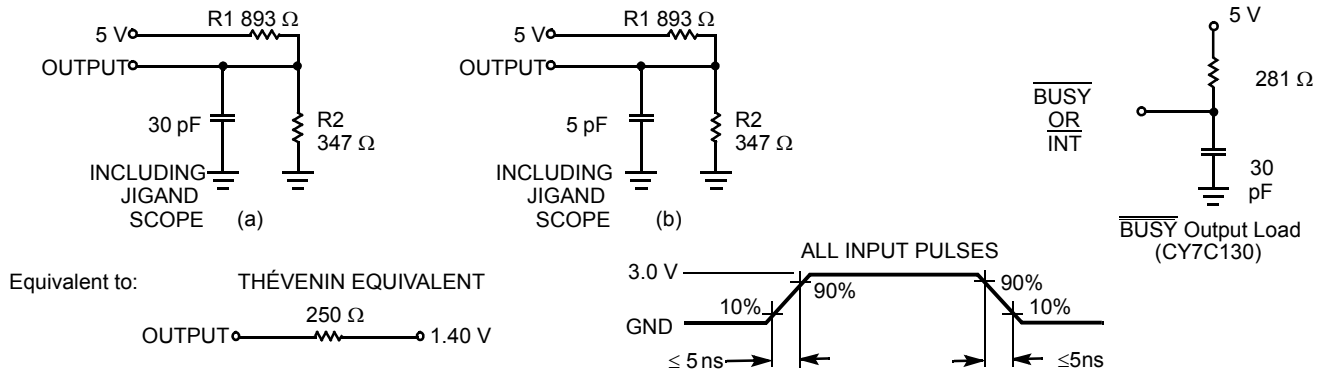 R1 893 Ω
5 V
OUTPUT
30 pF
R2
347 Ω
INCLUDING
JIGAND
SCOPE
(a)
R1 893 Ω
5 V
OUTPUT
5 pF
R2
347 Ω
INCLUDING
JIGAND
SCOPE
(b)
5 V
281 Ω
BUSY
OR
INT
30
pF
BUSY Output Load
(CY7C130)
Equivalent to:
THÉVENIN EQUIVALENT
250 Ω
OUTPUT
1.40 V
ALL INPUT PULSES
3.0 V
90%
90%
10%
10%
GND
≤ 5 ns
≤5ns